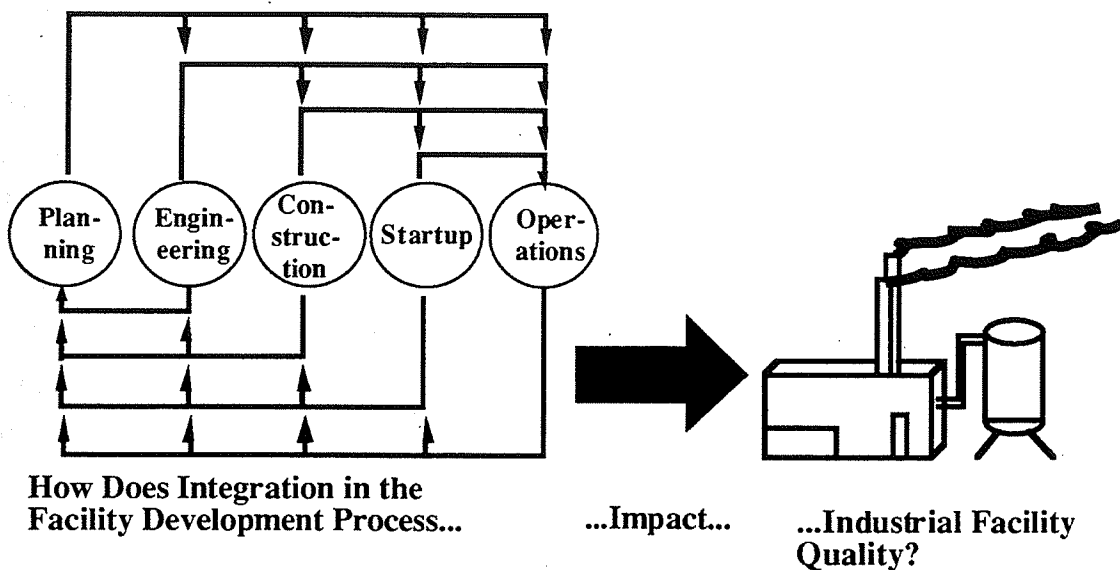 Plan-
ning
Engin-
eering
Con-
struc-
tion
Startup
Oper-
ations
How Does Integration in the
Facility Development Process...
...Impact...
...Industrial Facility
Quality?